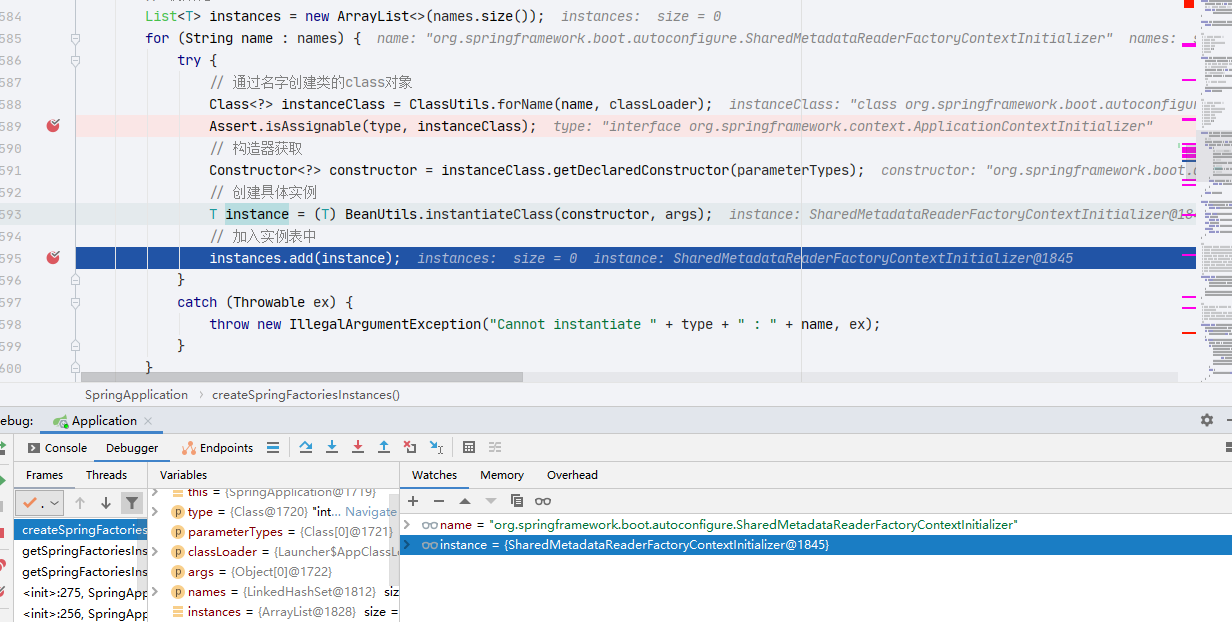 584 List<T> instances = new ArrayList<>(names.size()); instances: size = 0
585 for (String name : names) { name: "org.springframework.boot.autoconfigure.SharedMetadataReaderFactoryContextInitializer" names:
586 try {
587 // 通过名字创建类的Class对象
588 Class<?> instanceClass = ClassUtils.forName(name, classLoader); instanceClass: "class org.springframework.boot.autoconfigu
589 Assert.isAssignable(type, instanceClass); type: "interface org.springframework.context.ApplicationContextInitializer"
590 // 构造器获取
591 Constructor<?> constructor = instanceClass.getDeclaredConstructor(parameterTypes); constructor: "org.springframework.boot.
592 // 创建具体实例
593 T instance = (T) BeanUtils.instantiateClass(constructor, args); instance: SharedMetadataReaderFactoryContextInitializer@184
594 // 加入实例表中
595 instances.add(instance); instances: size = 0 instance: SharedMetadataReaderFactoryContextInitializer@1845
596 }
597 catch (Throwable ex) {
598 throw new IllegalArgumentException("Cannot instantiate " + type + " : " + name, ex);
599 }
600 }
SpringApplication › createSpringFactoriesInstances()
ebug: Application
Console Debugger Endpoints
Frames Threads
createSpringFactories
getSpringFactoriesIns
getSpringFactoriesIns
<init>:275, SpringApp
<init>:256, SpringApp
Variables
this = {SpringApplication@1719}
type = {Class@1720} "int... Navigate
parameterTypes = {Class[0]@1721}
classLoader = {Launcher$AppClassL
args = {Object[0]@1722}
names = {LinkedHashSet@1812} siz
instances = {ArrayList@1828} size =
Watches Memory Overhead
name = "org.springframework.boot.autoconfigure.SharedMetadataReaderFactoryContextInitializer"
instance = {SharedMetadataReaderFactoryContextInitializer@1845}